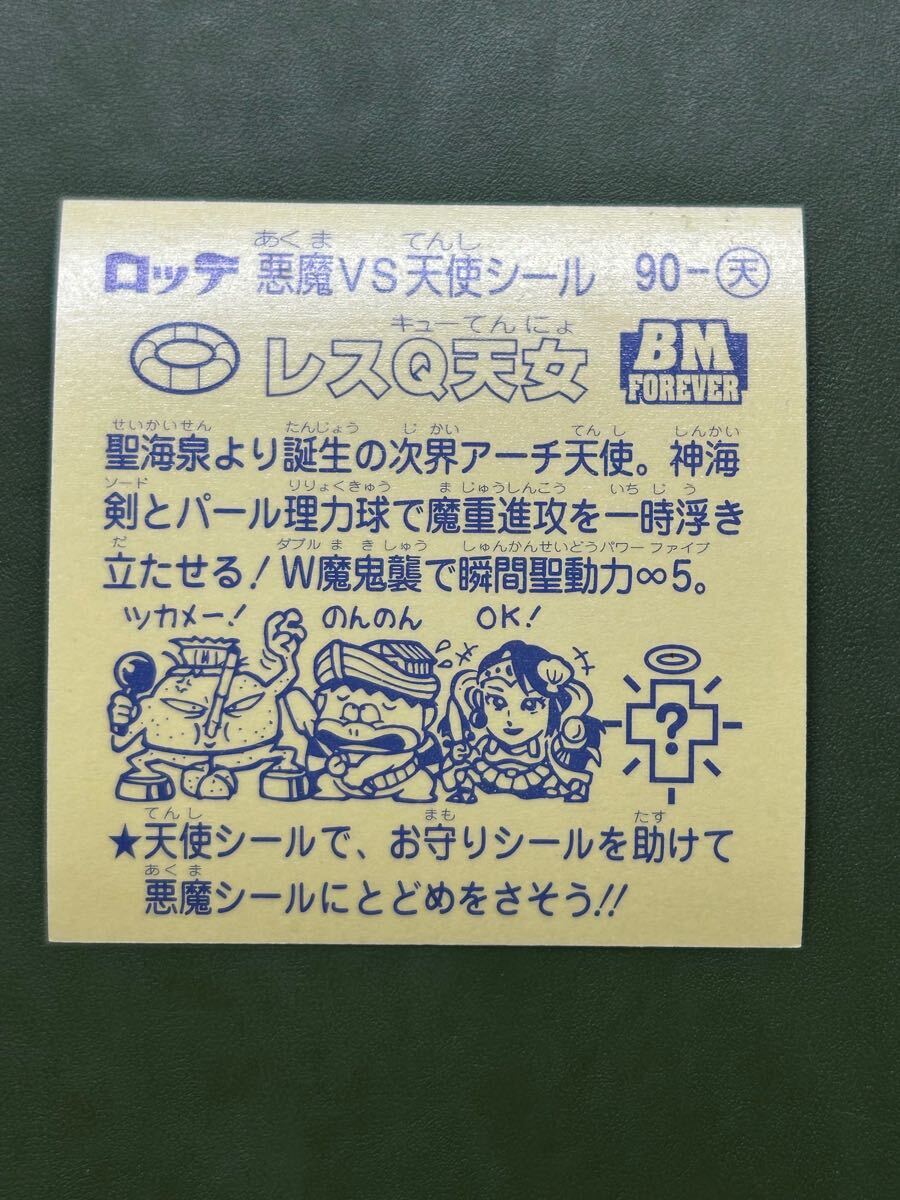 あくま てんし
ロッテ 悪魔VS天使シール 90-天
キューてんにょ
レスQ天女
BM
FOREVER
せいかいせん たんじょう じかい てんし しんかい
聖海泉より誕生の次界アーチ天使。神海
ソード りりょくきゅう まじゅうしんこう いちじう
剣とパール理力球で魔重進攻を一時浮き
だ ダブルまきしゅう しゅんかんせいどうパワーファイブ
立たせる!W魔鬼襲で瞬間聖動力∞5。
ツカメー! のんのん OK!
?
てんし まも たす
★天使シールで、お守りシールを助けて
あくま
悪魔シールにとどめをさそう!!